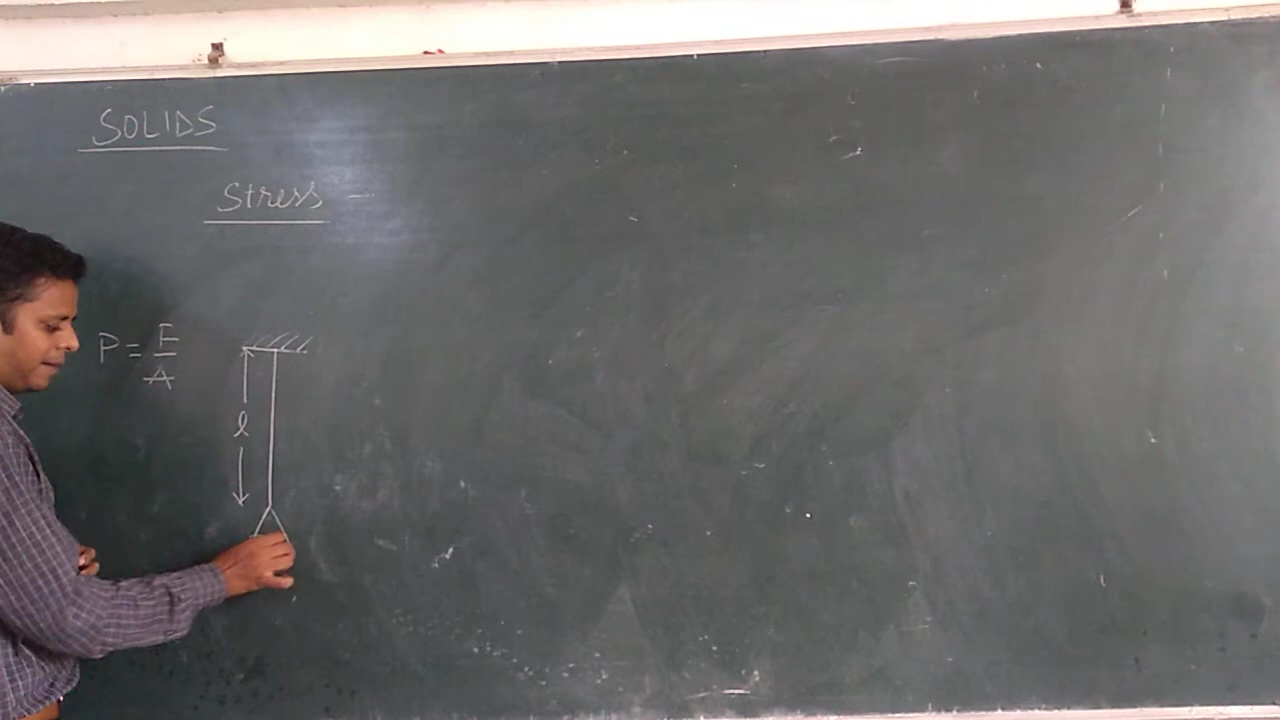 SOLIDS
Stress –
P = F/A
l